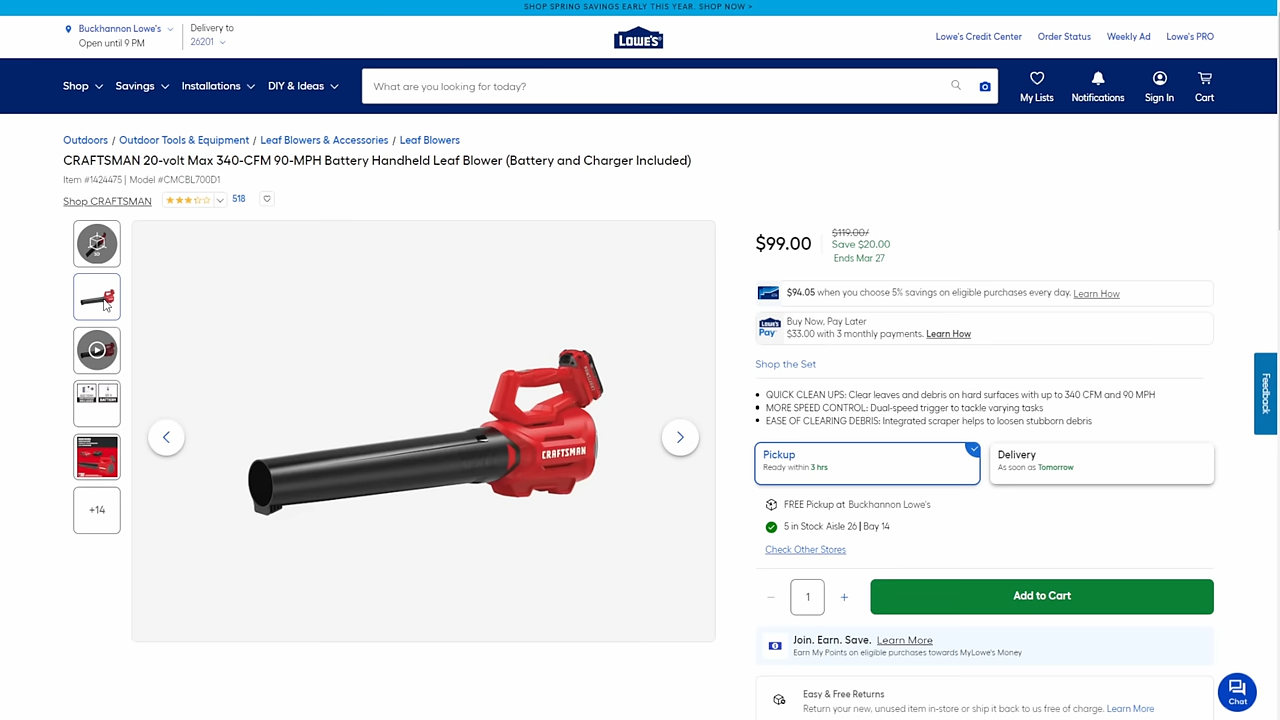 SHOP SPRING SAVINGS EARLY THIS YEAR. SHOP NOW >
Buckhannon Lowe's
Open until 9 PM
Delivery to
26201
LOWE'S
Lowe's Credit Center
Order Status
Weekly Ad
Lowe's PRO
Shop
Savings
Installations
DIY & Ideas
What are you looking for today?
My Lists
Notifications
Sign In
Cart
Outdoors / Outdoor Tools & Equipment / Leaf Blowers & Accessories / Leaf Blowers
CRAFTSMAN 20-volt Max 340-CFM 90-MPH Battery Handheld Leaf Blower (Battery and Charger Included)
Item #1424475 | Model #CMCBL700D1
Shop CRAFTSMAN
518
3D
+14
CRAFTSMAN
$99.00
$119.00/
Save $20.00
Ends Mar 27
$94.05 when you choose 5% savings on eligible purchases every day. Learn How
LOWE'S
Pay
Buy Now, Pay Later
$33.00 with 3 monthly payments. Learn How
Shop the Set
• QUICK CLEAN UPS: Clear leaves and debris on hard surfaces with up to 340 CFM and 90 MPH
• MORE SPEED CONTROL: Dual-speed trigger to tackle varying tasks
• EASE OF CLEARING DEBRIS: Integrated scraper helps to loosen stubborn debris
Pickup
Ready within 3 hrs
Delivery
As soon as Tomorrow
FREE Pickup at Buckhannon Lowe's
5 in Stock Aisle 26 | Bay 14
Check Other Stores
− 1 +
Add to Cart
Join. Earn. Save. Learn More
Earn My Points on eligible purchases towards MyLowe's Money
Easy & Free Returns
Return your new, unused item in-store or ship it back to us free of charge. Learn More
Feedback
Chat